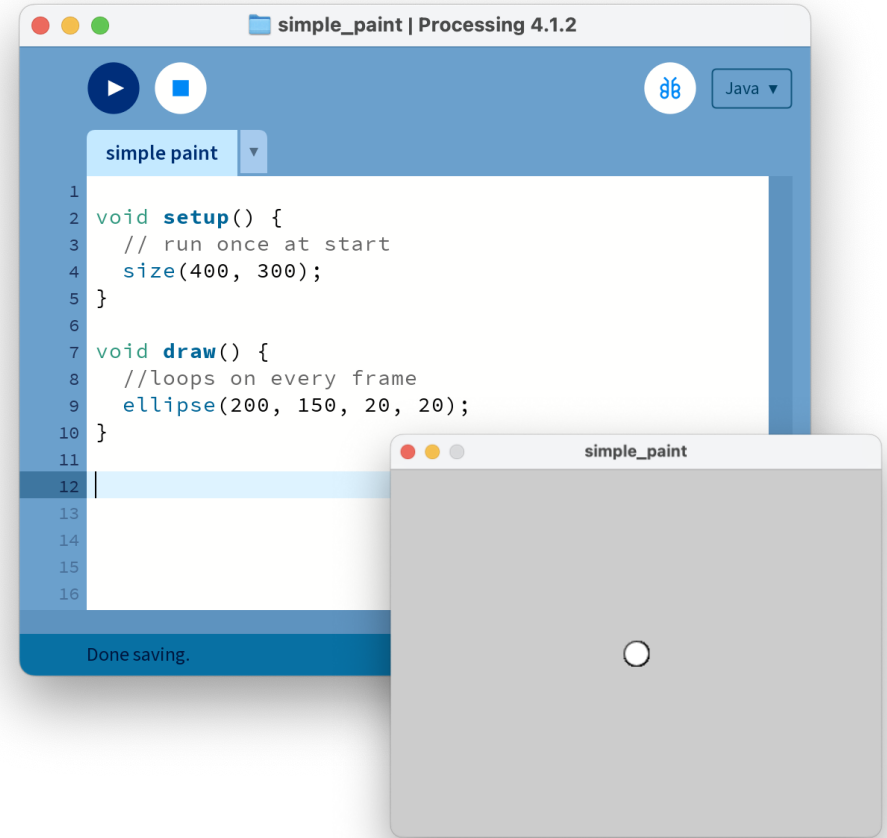 simple_paint | Processing 4.1.2
Java ▼
simple paint ▼
1
2 void setup() {
3 // run once at start
4 size(400, 300);
5 }
6
7 void draw() {
8 //loops on every frame
9 ellipse(200, 150, 20, 20);
10 }
11
12
13
14
15
16
Done saving.
simple_paint